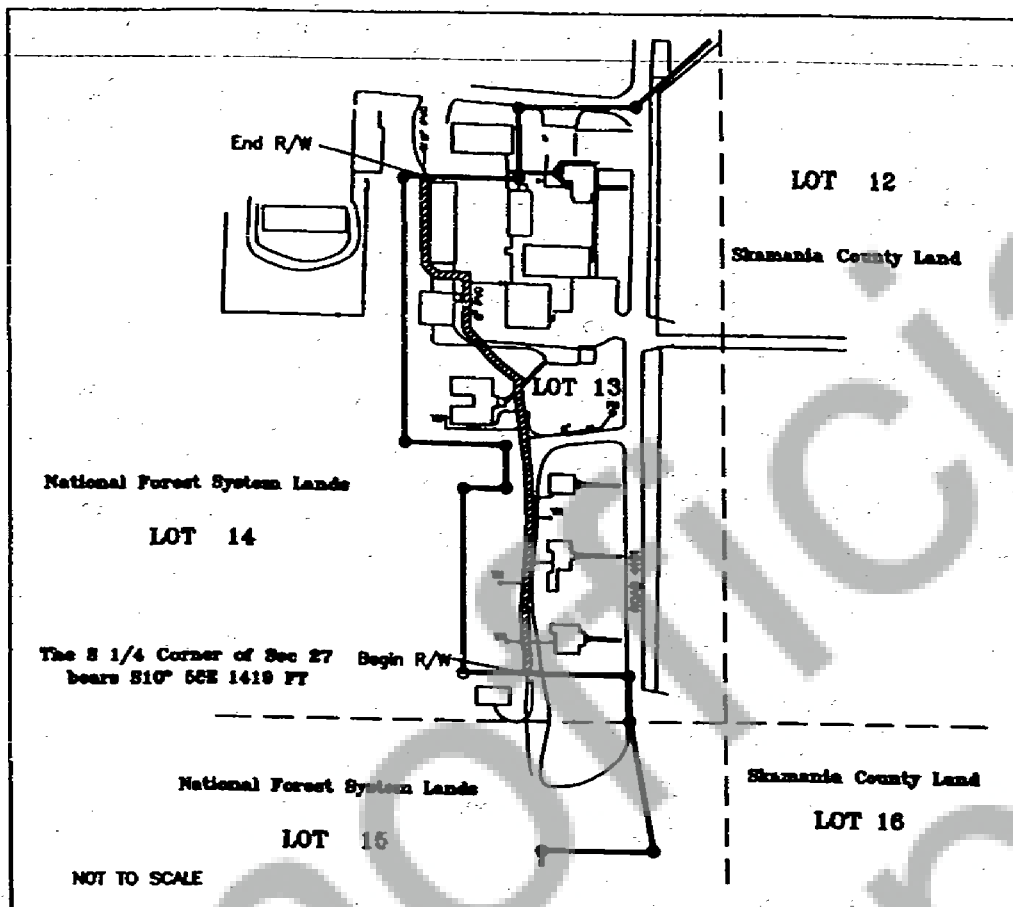 End R/W
LOT 12
Skamania County Land
LOT 13
National Forest System Lands
LOT 14
The S 1/4 Corner of Sec 27
bears S10° 58E 1419 FT
Begin R/W
National Forest System Lands
LOT 15
Skamania County Land
LOT 16
NOT TO SCALE